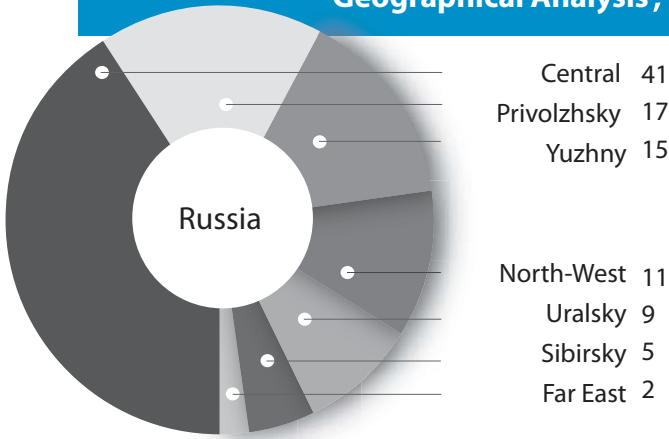 Geographical Analysis,
Russia
Central 41
Privolzhsky 17
Yuzhny 15
North-West 11
Uralsky 9
Sibirsky 5
Far East 2